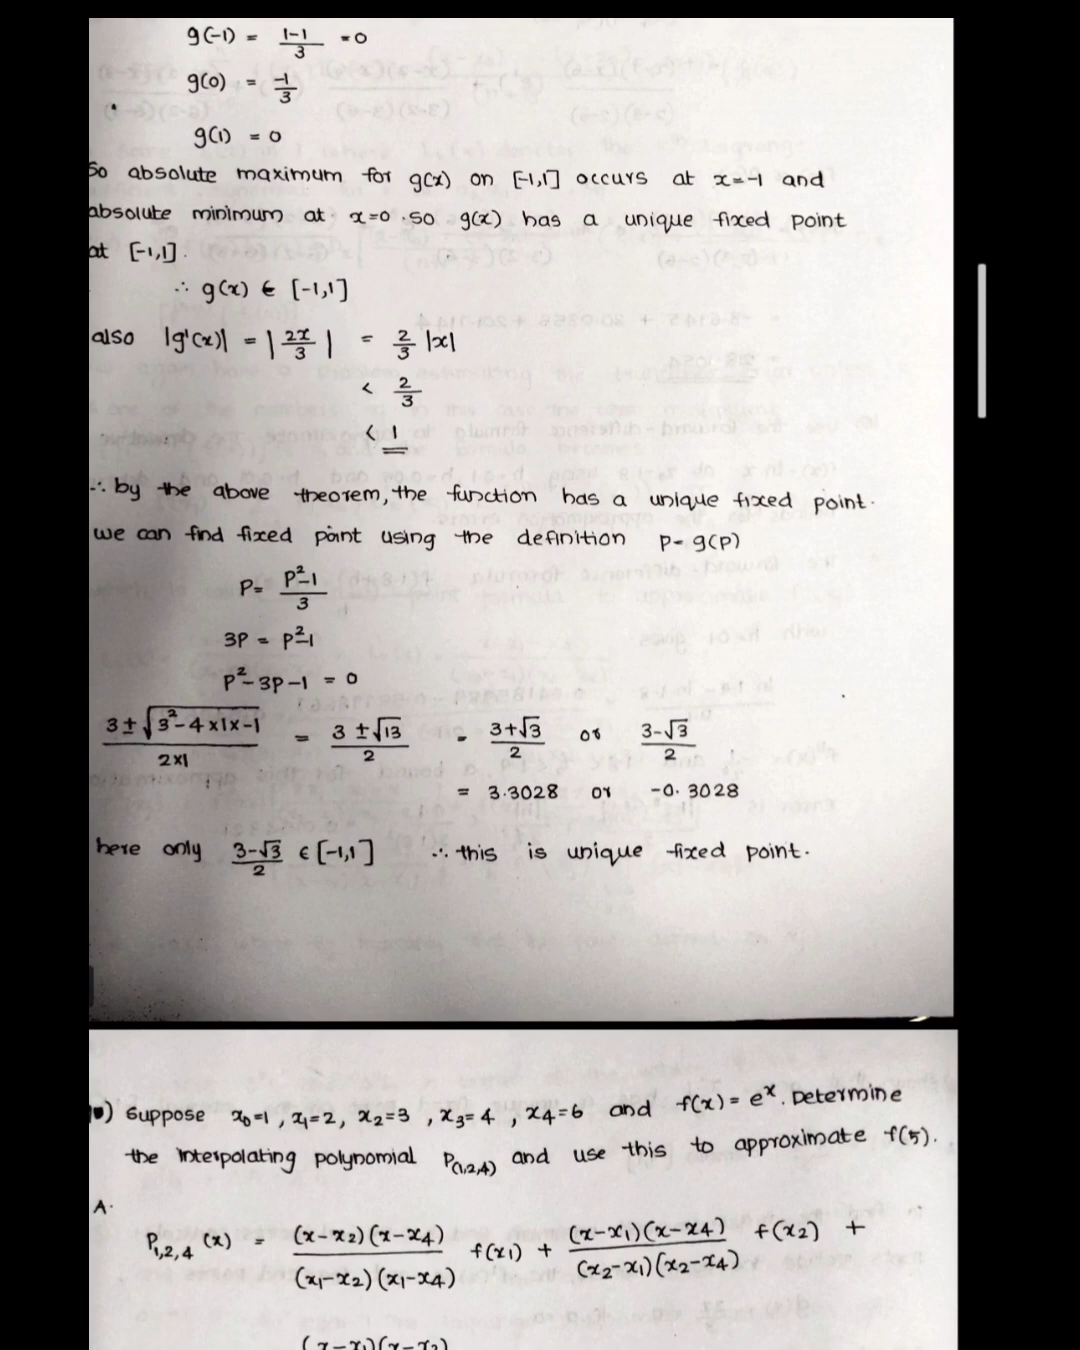 g(-1) = (1-1)/3 = 0
g(0) = -1/3
g(1) = 0
So absolute maximum for g(x) on [-1,1] occurs at x=-1 and
absolute minimum at x=0. so g(x) has a unique fixed point
at [-1,1].
∴ g(x) ∈ [-1,1]
also |g'(x)| = |2x/3| = 2/3 |x|
< 2/3
< 1
∴ by the above theorem, the function has a unique fixed point.
we can find fixed point using the definition P = g(P)
P = (P²-1)/3
3P = P²-1
P²-3P-1 = 0
(3 ± √(3²-4×1×-1))/(2×1) = (3 ± √13)/2 = (3+√3)/2 or (3-√3)/2
= 3.3028 or -0.3028
here only (3-√3)/2 ∈ [-1,1] ∴ this is unique fixed point.
) Suppose x₀=1, x₁=2, x₂=3, x₃=4, x₄=6 and f(x) = eˣ. Determine
the interpolating polynomial P(1,2,4) and use this to approximate f(5).
A.
P₁,₂,₄ (x) = (x-x₂)(x-x₄)/(x₁-x₂)(x₁-x₄) f(x₁) + (x-x₁)(x-x₄)/(x₂-x₁)(x₂-x₄) f(x₂) +
(x-x₁)(x-x₂)